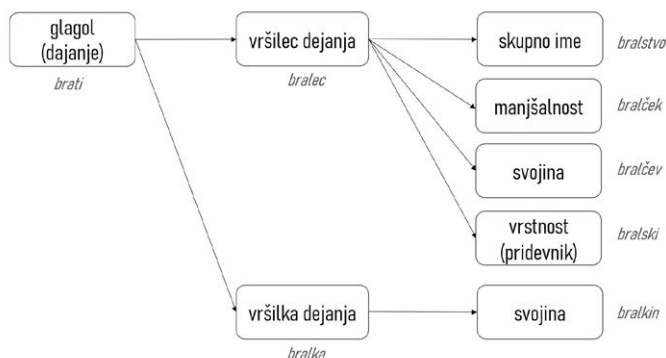 glagol
(dajanje)
brati
vršilec dejanja
bralec
skupno ime
bralstvo
manjšalnost
bralček
svojina
bralčev
vrstnost
(pridevnik)
bralski
vršilka dejanja
bralka
svojina
bralkin